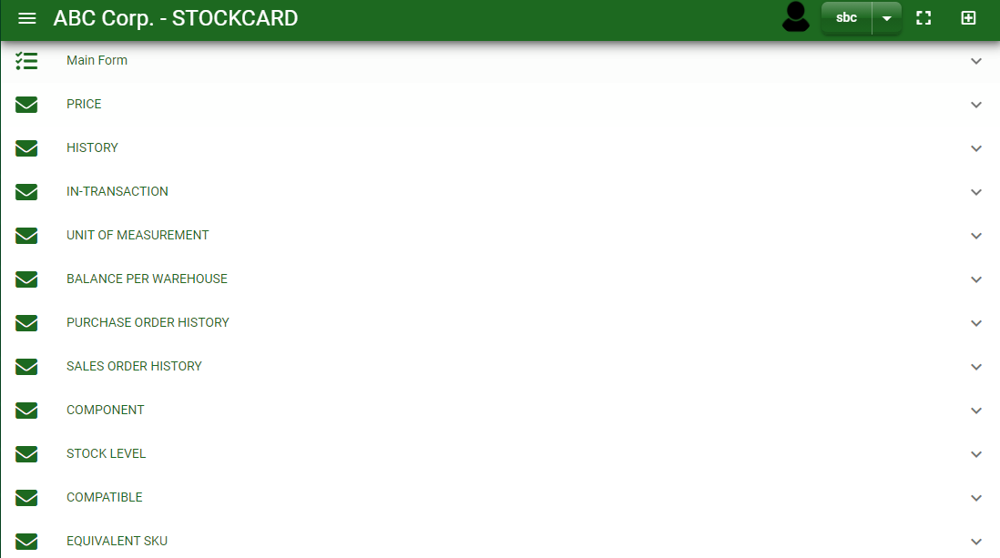 ABC Corp. - STOCKCARD
sbc
Main Form
PRICE
HISTORY
IN-TRANSACTION
UNIT OF MEASUREMENT
BALANCE PER WAREHOUSE
PURCHASE ORDER HISTORY
SALES ORDER HISTORY
COMPONENT
STOCK LEVEL
COMPATIBLE
EQUIVALENT SKU